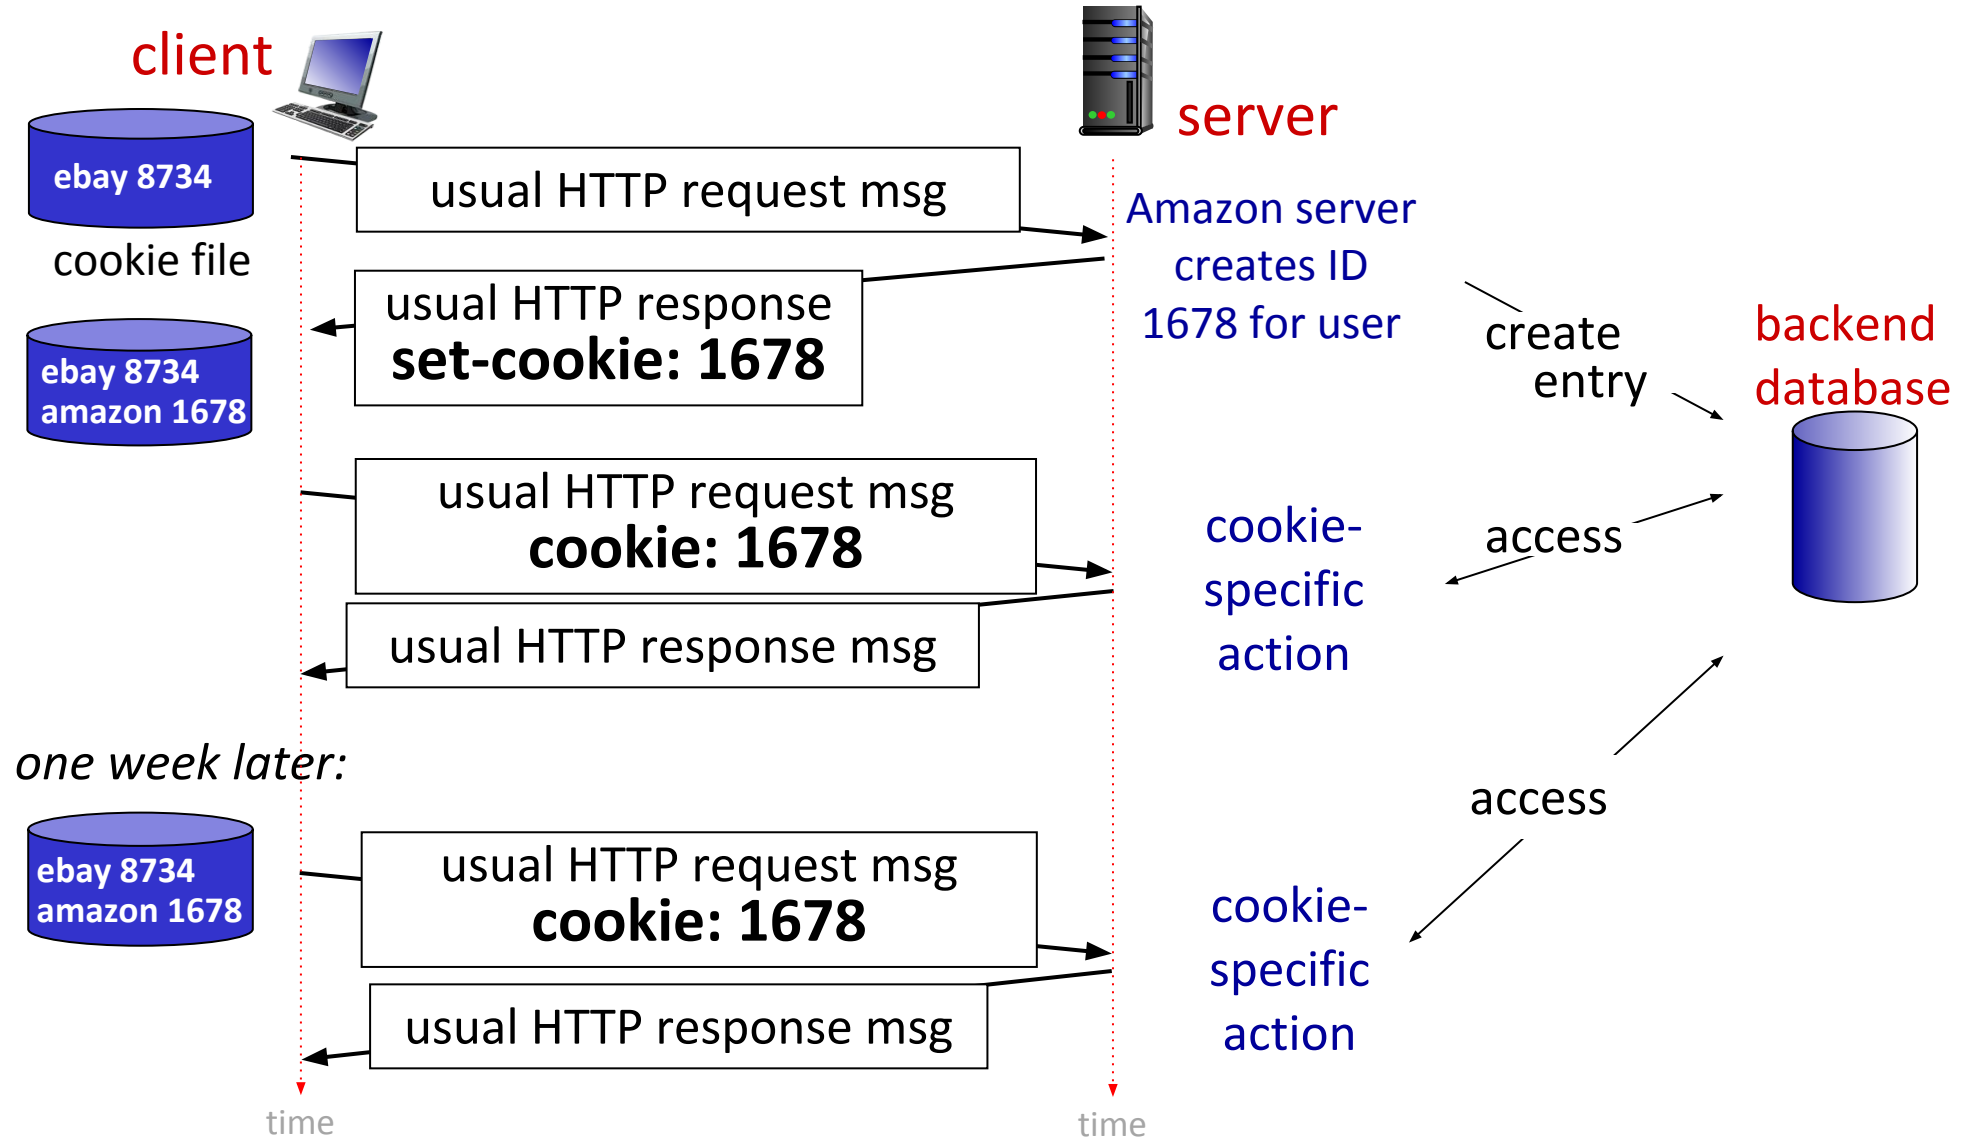 client
server
ebay 8734
cookie file
usual HTTP request msg
Amazon server
creates ID
1678 for user
usual HTTP response
set-cookie: 1678
create
entry
backend
database
ebay 8734
amazon 1678
usual HTTP request msg
cookie: 1678
cookie-
specific
action
access
usual HTTP response msg
one week later:
access
ebay 8734
amazon 1678
usual HTTP request msg
cookie: 1678
cookie-
specific
action
usual HTTP response msg
time
time